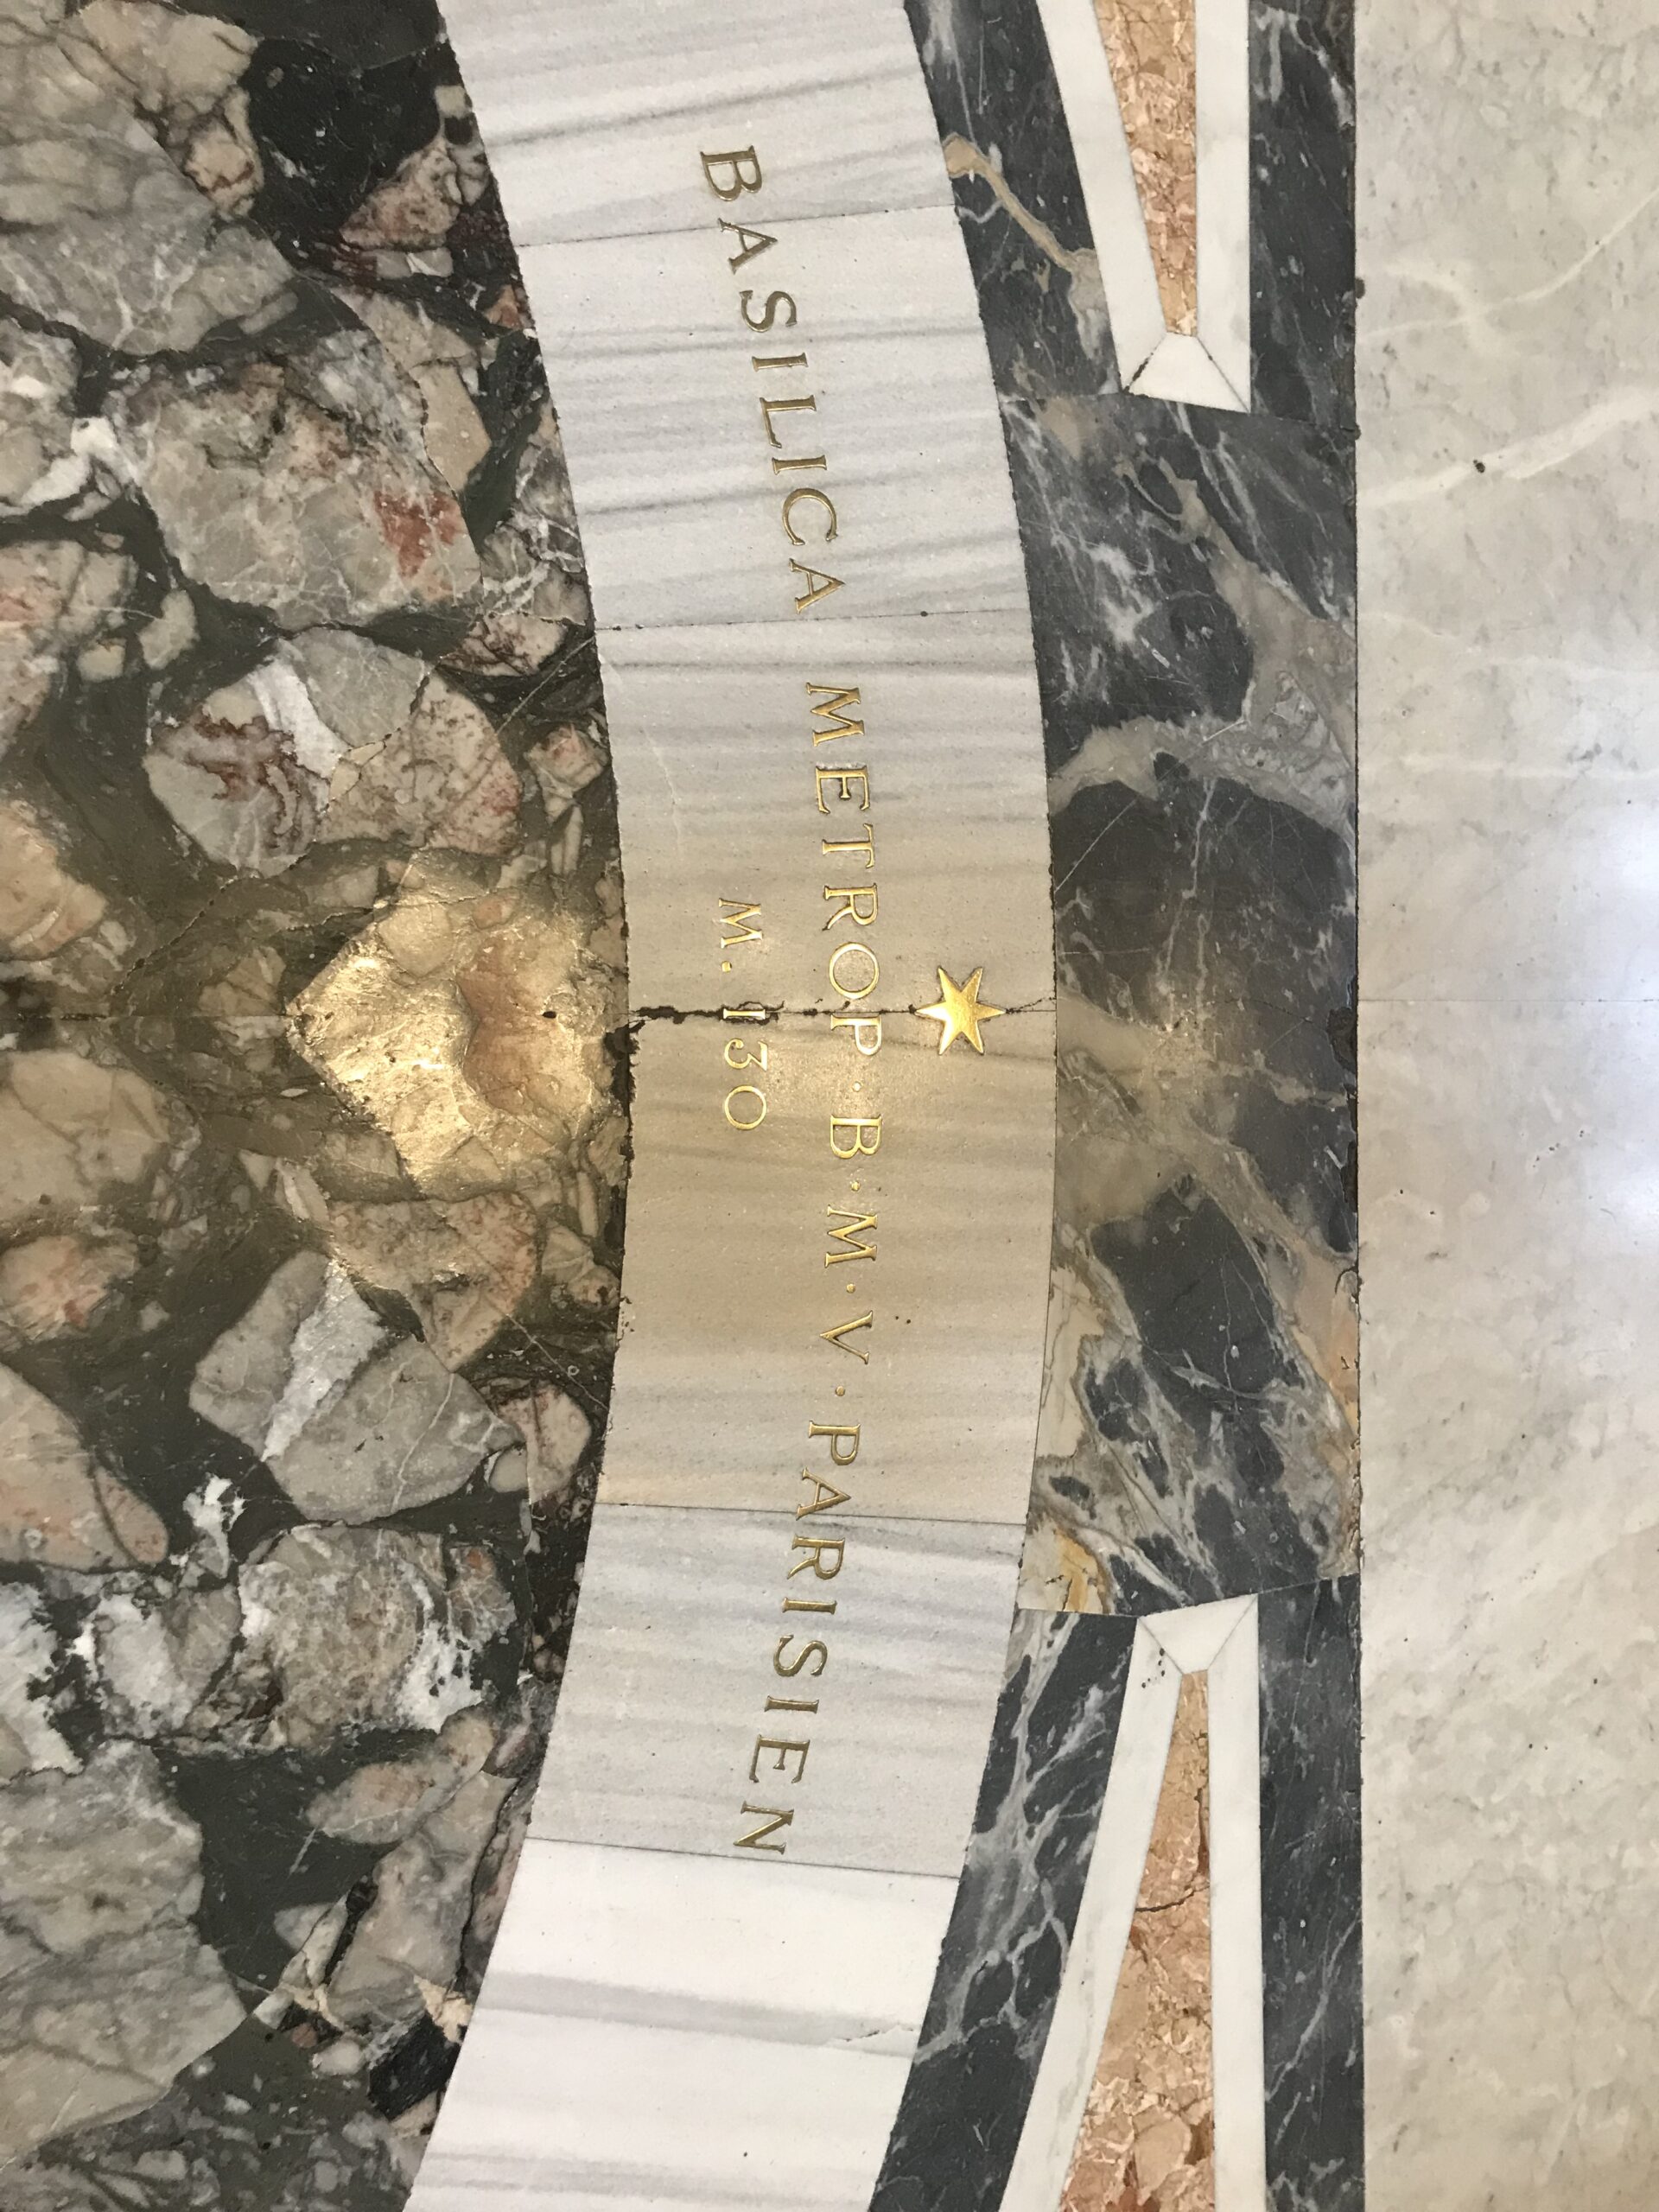 BASILICA METROP·B·M·V·PARISIEN
M. 130